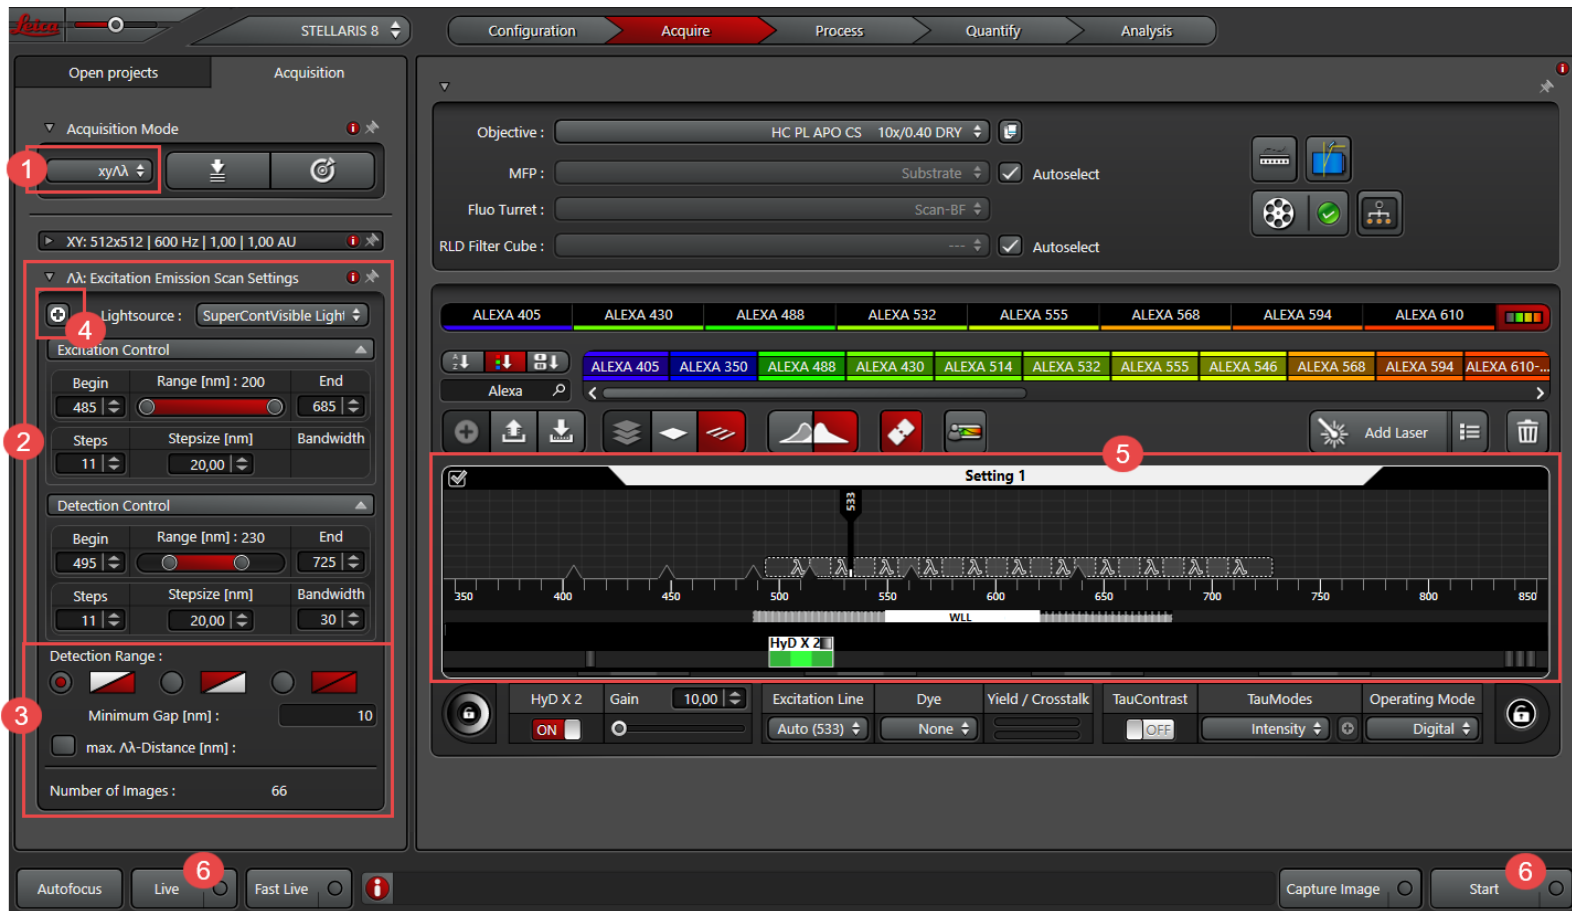 Leica
STELLARIS 8
Configuration
Acquire
Process
Quantify
Analysis
Open projects
Acquisition
Acquisition Mode
1
xyΛλ
XY: 512x512 | 600 Hz | 1,00 | 1,00 AU
Λλ: Excitation Emission Scan Settings
4
Lightsource : SuperContVisible Light
Excitation Control
Begin Range [nm] : 200 End
485 685
2
Steps Stepsize [nm] Bandwidth
11 20,00
Detection Control
Begin Range [nm] : 230 End
495 725
Steps Stepsize [nm] Bandwidth
11 20,00 30
Detection Range :
3
Minimum Gap [nm] : 10
max. Λλ-Distance [nm] :
Number of Images : 66
Objective : HC PL APO CS 10x/0.40 DRY
MFP : Substrate Autoselect
Fluo Turret : Scan-BF
RLD Filter Cube : --- Autoselect
ALEXA 405 ALEXA 430 ALEXA 488 ALEXA 532 ALEXA 555 ALEXA 568 ALEXA 594 ALEXA 610
ALEXA 405 ALEXA 350 ALEXA 488 ALEXA 430 ALEXA 514 ALEXA 532 ALEXA 555 ALEXA 546 ALEXA 568 ALEXA 594 ALEXA 610-...
Alexa
Add Laser
5
Setting 1
533
λ λ λ λ λ λ λ λ λ λ λ
350 400 450 500 550 600 650 700 750 800 850
WLL
HyD X 2
HyD X 2 Gain 10,00 Excitation Line Dye Yield / Crosstalk TauContrast TauModes Operating Mode
ON Auto (533) None OFF Intensity Digital
6
6
Autofocus Live Fast Live Capture Image Start